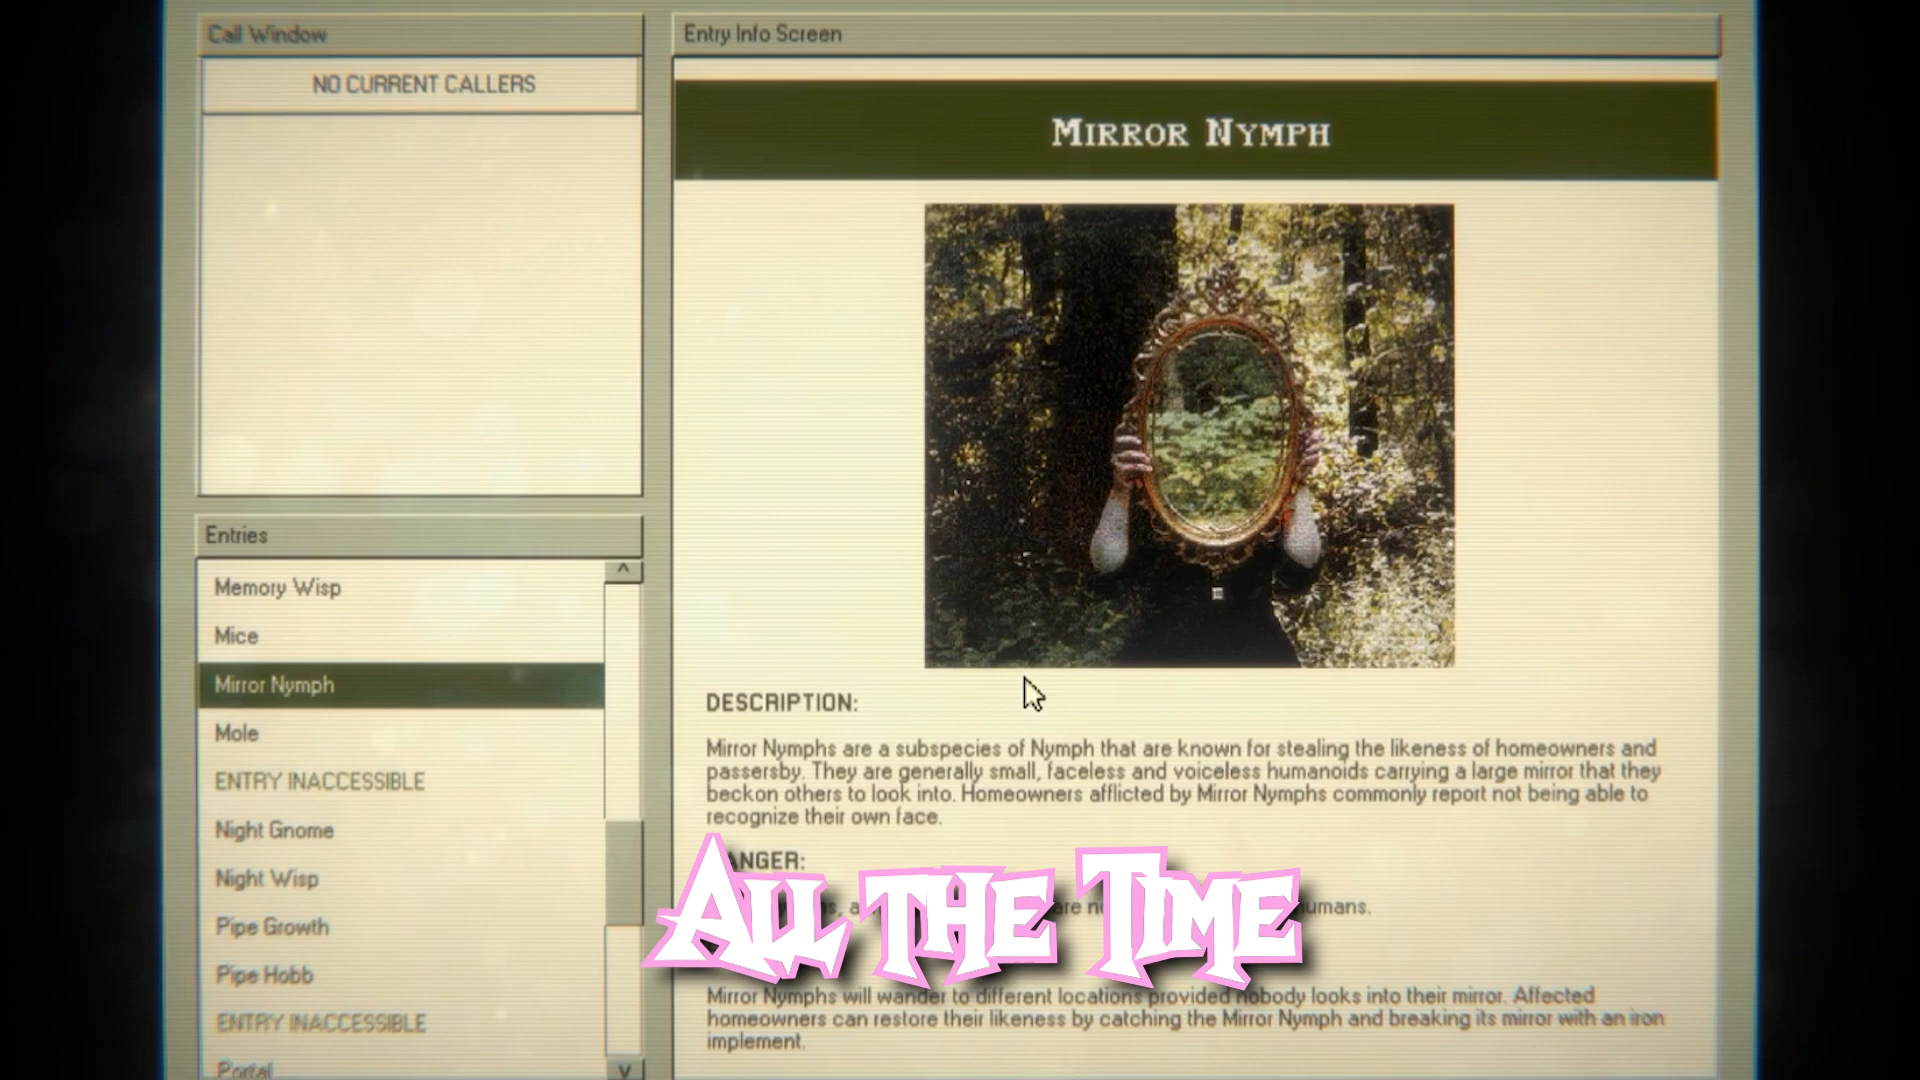 Call Window
NO CURRENT CALLERS
Entries
Memory Wisp
Mice
Mirror Nymph
Mole
ENTRY INACCESSIBLE
Night Gnome
Night Wisp
Pipe Growth
Pipe Hobb
ENTRY INACCESSIBLE
Portal
Entry Info Screen
MIRROR NYMPH
DESCRIPTION:
Mirror Nymphs are a subspecies of Nymph that are known for stealing the likeness of homeowners and
passersby. They are generally small, faceless and voiceless humanoids carrying a large mirror that they
beckon others to look into. Homeowners afflicted by Mirror Nymphs commonly report not being able to
recognize their own face.
ANGER:
are humans.
ALL THE TIME
Mirror Nymphs will wander to different locations provided nobody looks into their mirror. Affected
homeowners can restore their likeness by catching the Mirror Nymph and breaking its mirror with an iron
implement.